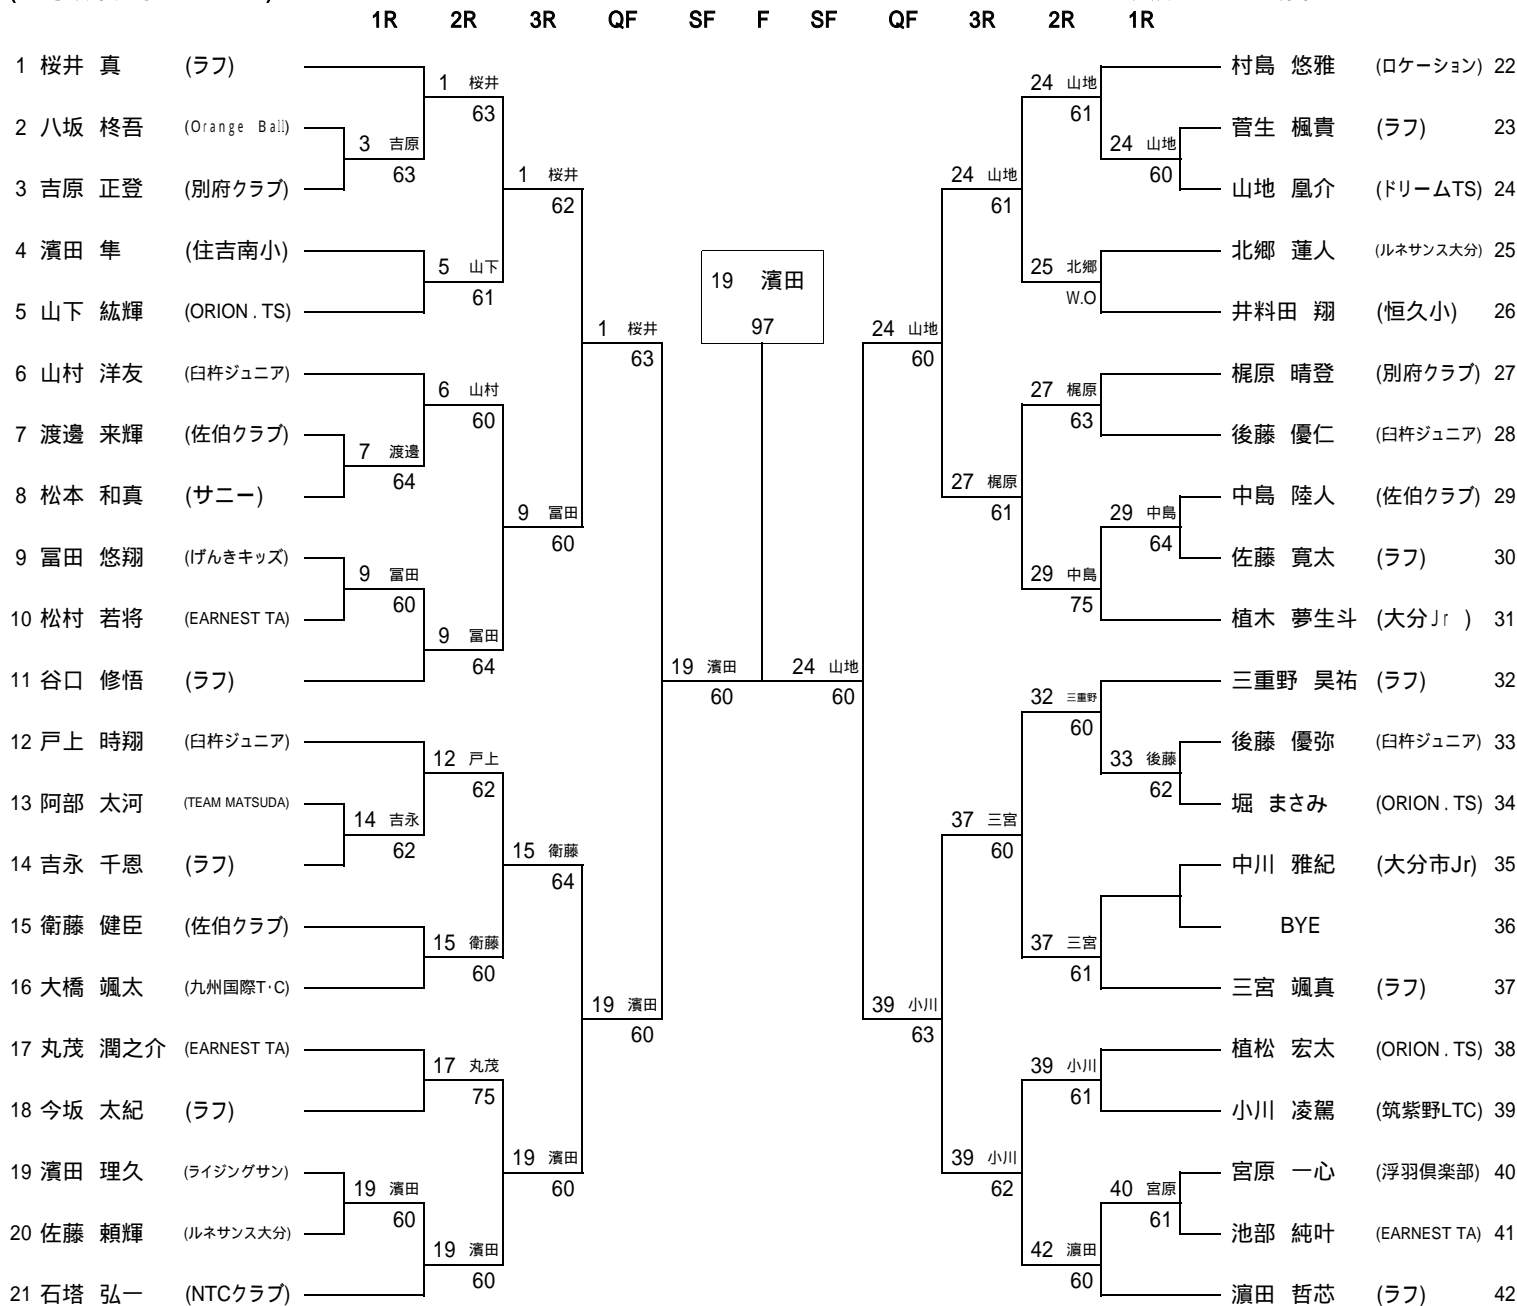 1R 2R 3R QF SF F SF QF 3R 2R 1R
1 桜井 真 (ラフ)
2 八坂 柊吾 (Orange Ball)
3 吉原 正登 (別府クラブ)
4 濱田 隼 (住吉南小)
5 山下 紘輝 (ORION.TS)
6 山村 洋友 (臼杵ジュニア)
7 渡邊 来輝 (佐伯クラブ)
8 松本 和真 (サニー)
9 冨田 悠翔 (げんきキッズ)
10 松村 若将 (EARNEST TA)
11 谷口 修悟 (ラフ)
12 戸上 時翔 (臼杵ジュニア)
13 阿部 太河 (TEAM MATSUDA)
14 吉永 千恩 (ラフ)
15 衛藤 健臣 (佐伯クラブ)
16 大橋 颯太 (九州国際T・C)
17 丸茂 潤之介 (EARNEST TA)
18 今坂 太紀 (ラフ)
19 濱田 理久 (ライジングサン)
20 佐藤 頼輝 (ルネサンス大分)
21 石塔 弘一 (NTCクラブ)
3 吉原
63
7 渡邊
64
9 冨田
60
14 吉永
62
19 濱田
60
1 桜井
63
5 山下
61
6 山村
60
9 冨田
64
12 戸上
62
15 衛藤
60
17 丸茂
75
19 濱田
60
1 桜井
62
9 冨田
60
15 衛藤
64
19 濱田
60
1 桜井
63
19 濱田
60
19 濱田
60
19 濱田
97
24 山地
60
24 山地
60
39 小川
63
24 山地
61
27 梶原
61
37 三宮
60
39 小川
62
24 山地
61
25 北郷
W.O
27 梶原
63
29 中島
75
32 三重野
60
37 三宮
61
39 小川
61
42 濵田
60
24 山地
60
29 中島
64
33 後藤
62
40 宮原
61
村島 悠雅 (ロケーション) 22
菅生 楓貴 (ラフ) 23
山地 凰介 (ドリームTS) 24
北郷 蓮人 (ルネサンス大分) 25
井料田 翔 (恒久小) 26
梶原 晴登 (別府クラブ) 27
後藤 優仁 (臼杵ジュニア) 28
中島 陸人 (佐伯クラブ) 29
佐藤 寛太 (ラフ) 30
植木 夢生斗 (大分Jr ) 31
三重野 昊祐 (ラフ) 32
後藤 優弥 (臼杵ジュニア) 33
堀 まさみ (ORION.TS) 34
中川 雅紀 (大分市Jr) 35
BYE 36
三宮 颯真 (ラフ) 37
植松 宏太 (ORION.TS) 38
小川 凌駕 (筑紫野LTC) 39
宮原 一心 (浮羽倶楽部) 40
池部 純叶 (EARNEST TA) 41
濵田 哲芯 (ラフ) 42